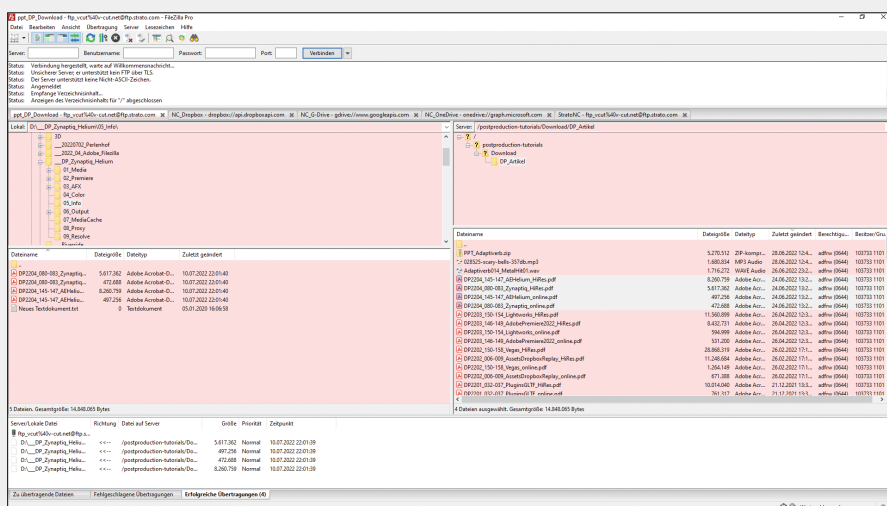 ppt_DP_Download - ftp_vcut%40v-cut.net@ftp.strato.com - FileZilla Pro
Datei Bearbeiten Ansicht Übertragung Server Lesezeichen Hilfe
Server: Benutzername: Passwort: Port: Verbinden
Status: Verbindung hergestellt, warte auf Willkommensnachricht...
Status: Unsicherer Server; er unterstützt kein FTP über TLS.
Status: Der Server unterstützt keine Nicht-ASCII-Zeichen.
Status: Angemeldet
Status: Empfange Verzeichnisinhalt...
Status: Anzeigen des Verzeichnisinhalts für "/" abgeschlossen
ppt_DP_Download - ftp_vcut%40v-cut.net@ftp.strato.com NC_Dropbox - dropbox://api.dropboxapi.com NC_G-Drive - gdrive://www.googleapis.com NC_OneDrive - onedrive://graph.microsoft.com StratoNC - ftp_vcut%40v-cut.net@ftp.strato.com
Lokal: D:\__DP_Zynaptiq_Helium\05_Info\
3D
__20220702_Perlenhof
__2022_04_Adobe_Filezilla
__DP_Zynaptiq_Helium
01_Media
02_Premiere
03_AFX
04_Color
05_Info
06_Output
07_MediaCache
08_Proxy
09_Resolve
Server: /postproduction-tutorials/Download/DP_Artikel
/
postproduction-tutorials
Download
DP_Artikel
Dateiname Dateigröße Dateityp Zuletzt geändert
..
DP2204_080-083_Zynaptiq... 5.617.362 Adobe Acrobat-D... 10.07.2022 22:01:40
DP2204_080-083_Zynaptiq... 472.688 Adobe Acrobat-D... 10.07.2022 22:01:40
DP2204_145-147_AEHeliu... 8.260.759 Adobe Acrobat-D... 10.07.2022 22:01:40
DP2204_145-147_AEHeliu... 497.256 Adobe Acrobat-D... 10.07.2022 22:01:40
Neues Textdokument.txt 0 Textdokument 05.01.2020 16:06:58
5 Dateien. Gesamtgröße: 14.848.065 Bytes
Dateiname Dateigröße Dateityp Zuletzt geändert Berechtigu... Besitzer/Gru...
..
PPT_Adaptiverb.zip 5.270.512 ZIP-kompr... 28.06.2022 12:4... adfrw (0644) 103733 1101
028525-scary-bells-357db.mp3 1.680.834 MP3 Audio 28.06.2022 12:4... adfrw (0644) 103733 1101
Adaptiverb014_MetalHit01.wav 1.716.272 WAVE Audio 26.06.2022 23:2... adfrw (0644) 103733 1101
DP2204_145-147_AEHelium_HiRes.pdf 8.260.759 Adobe Acr... 24.06.2022 13:2... adfrw (0644) 103733 1101
DP2204_080-083_Zynaptiq_HiRes.pdf 5.617.362 Adobe Acr... 24.06.2022 13:2... adfrw (0644) 103733 1101
DP2204_145-147_AEHelium_online.pdf 497.256 Adobe Acr... 24.06.2022 13:2... adfrw (0644) 103733 1101
DP2204_080-083_Zynaptiq_online.pdf 472.688 Adobe Acr... 24.06.2022 13:2... adfrw (0644) 103733 1101
DP2203_150-154_Lightworks_HiRes.pdf 11.560.899 Adobe Acr... 26.04.2022 12:3... adfrw (0644) 103733 1101
DP2203_146-149_AdobePremiere2022_HiRes.pdf 8.432.731 Adobe Acr... 26.04.2022 12:3... adfrw (0644) 103733 1101
DP2203_150-154_Lightworks_online.pdf 594.999 Adobe Acr... 26.04.2022 12:3... adfrw (0644) 103733 1101
DP2203_146-149_AdobePremiere2022_online.pdf 531.200 Adobe Acr... 26.04.2022 12:3... adfrw (0644) 103733 1101
DP2202_150-158_Vegas_HiRes.pdf 28.868.319 Adobe Acr... 26.02.2022 17:1... adfrw (0644) 103733 1101
DP2202_006-009_AssetsDropboxReplay_HiRes.pdf 11.248.684 Adobe Acr... 26.02.2022 17:1... adfrw (0644) 103733 1101
DP2202_150-158_Vegas_online.pdf 1.264.149 Adobe Acr... 26.02.2022 17:1... adfrw (0644) 103733 1101
DP2202_006-009_AssetsDropboxReplay_online.pdf 671.388 Adobe Acr... 26.02.2022 17:1... adfrw (0644) 103733 1101
DP2201_032-037_PluginsGLTF_HiRes.pdf 10.014.040 Adobe Acr... 21.12.2021 13:3... adfrw (0644) 103733 1101
DP2201_032-037_PluginsGLTF_online.pdf 761.317 Adobe Acr... 21.12.2021 13:3... adfrw (0644) 103733 1101
4 Dateien ausgewählt. Gesamtgröße: 14.848.065 Bytes
Server/Lokale Datei Richtung Datei auf Server Größe Priorität Zeitpunkt
ftp_vcut%40v-cut.net@ftp.s...
D:\__DP_Zynaptiq_Heliu... <<-- /postproduction-tutorials/Do... 5.617.362 Normal 10.07.2022 22:01:39
D:\__DP_Zynaptiq_Heliu... <<-- /postproduction-tutorials/Do... 497.256 Normal 10.07.2022 22:01:39
D:\__DP_Zynaptiq_Heliu... <<-- /postproduction-tutorials/Do... 472.688 Normal 10.07.2022 22:01:39
D:\__DP_Zynaptiq_Heliu... <<-- /postproduction-tutorials/Do... 8.260.759 Normal 10.07.2022 22:01:39
Zu übertragende Dateien Fehlgeschlagene Übertragungen Erfolgreiche Übertragungen (4)